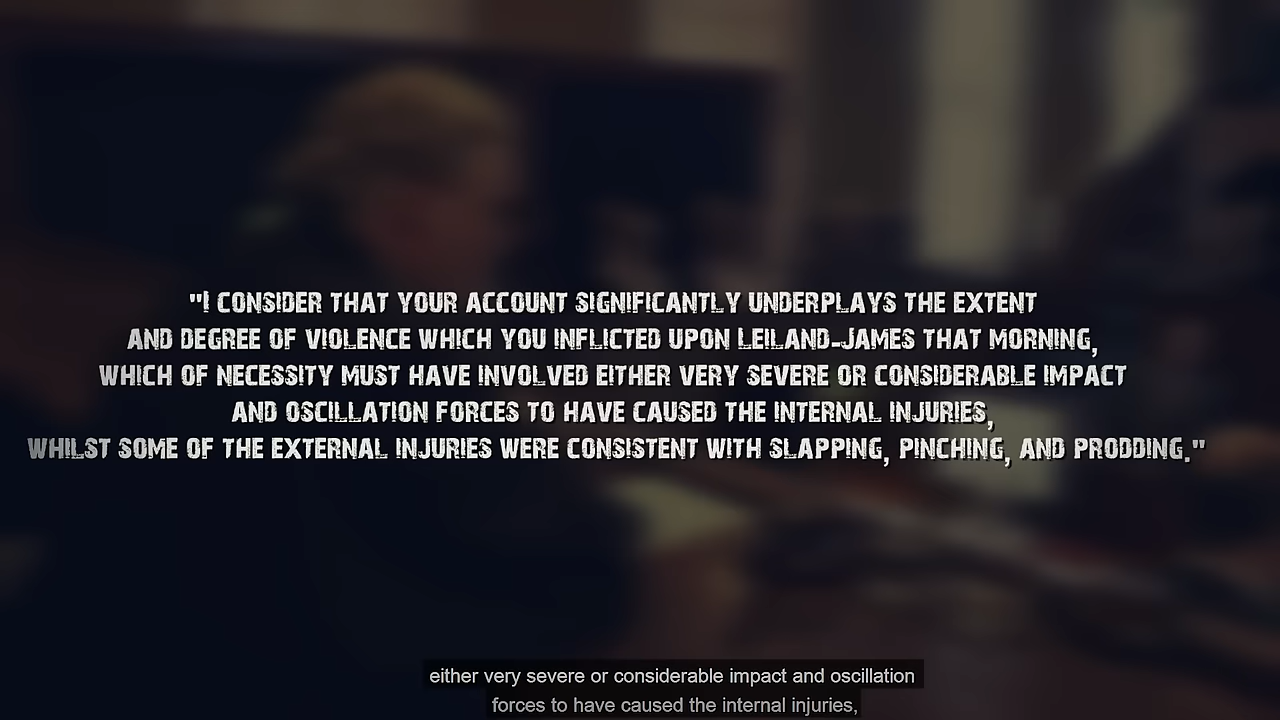 "I CONSIDER THAT YOUR ACCOUNT SIGNIFICANTLY UNDERPLAYS THE EXTENT
AND DEGREE OF VIOLENCE WHICH YOU INFLICTED UPON LEILAND-JAMES THAT MORNING,
WHICH OF NECESSITY MUST HAVE INVOLVED EITHER VERY SEVERE OR CONSIDERABLE IMPACT
AND OSCILLATION FORCES TO HAVE CAUSED THE INTERNAL INJURIES,
WHILST SOME OF THE EXTERNAL INJURIES WERE CONSISTENT WITH SLAPPING, PINCHING, AND PRODDING."
either very severe or considerable impact and oscillation
forces to have caused the internal injuries,